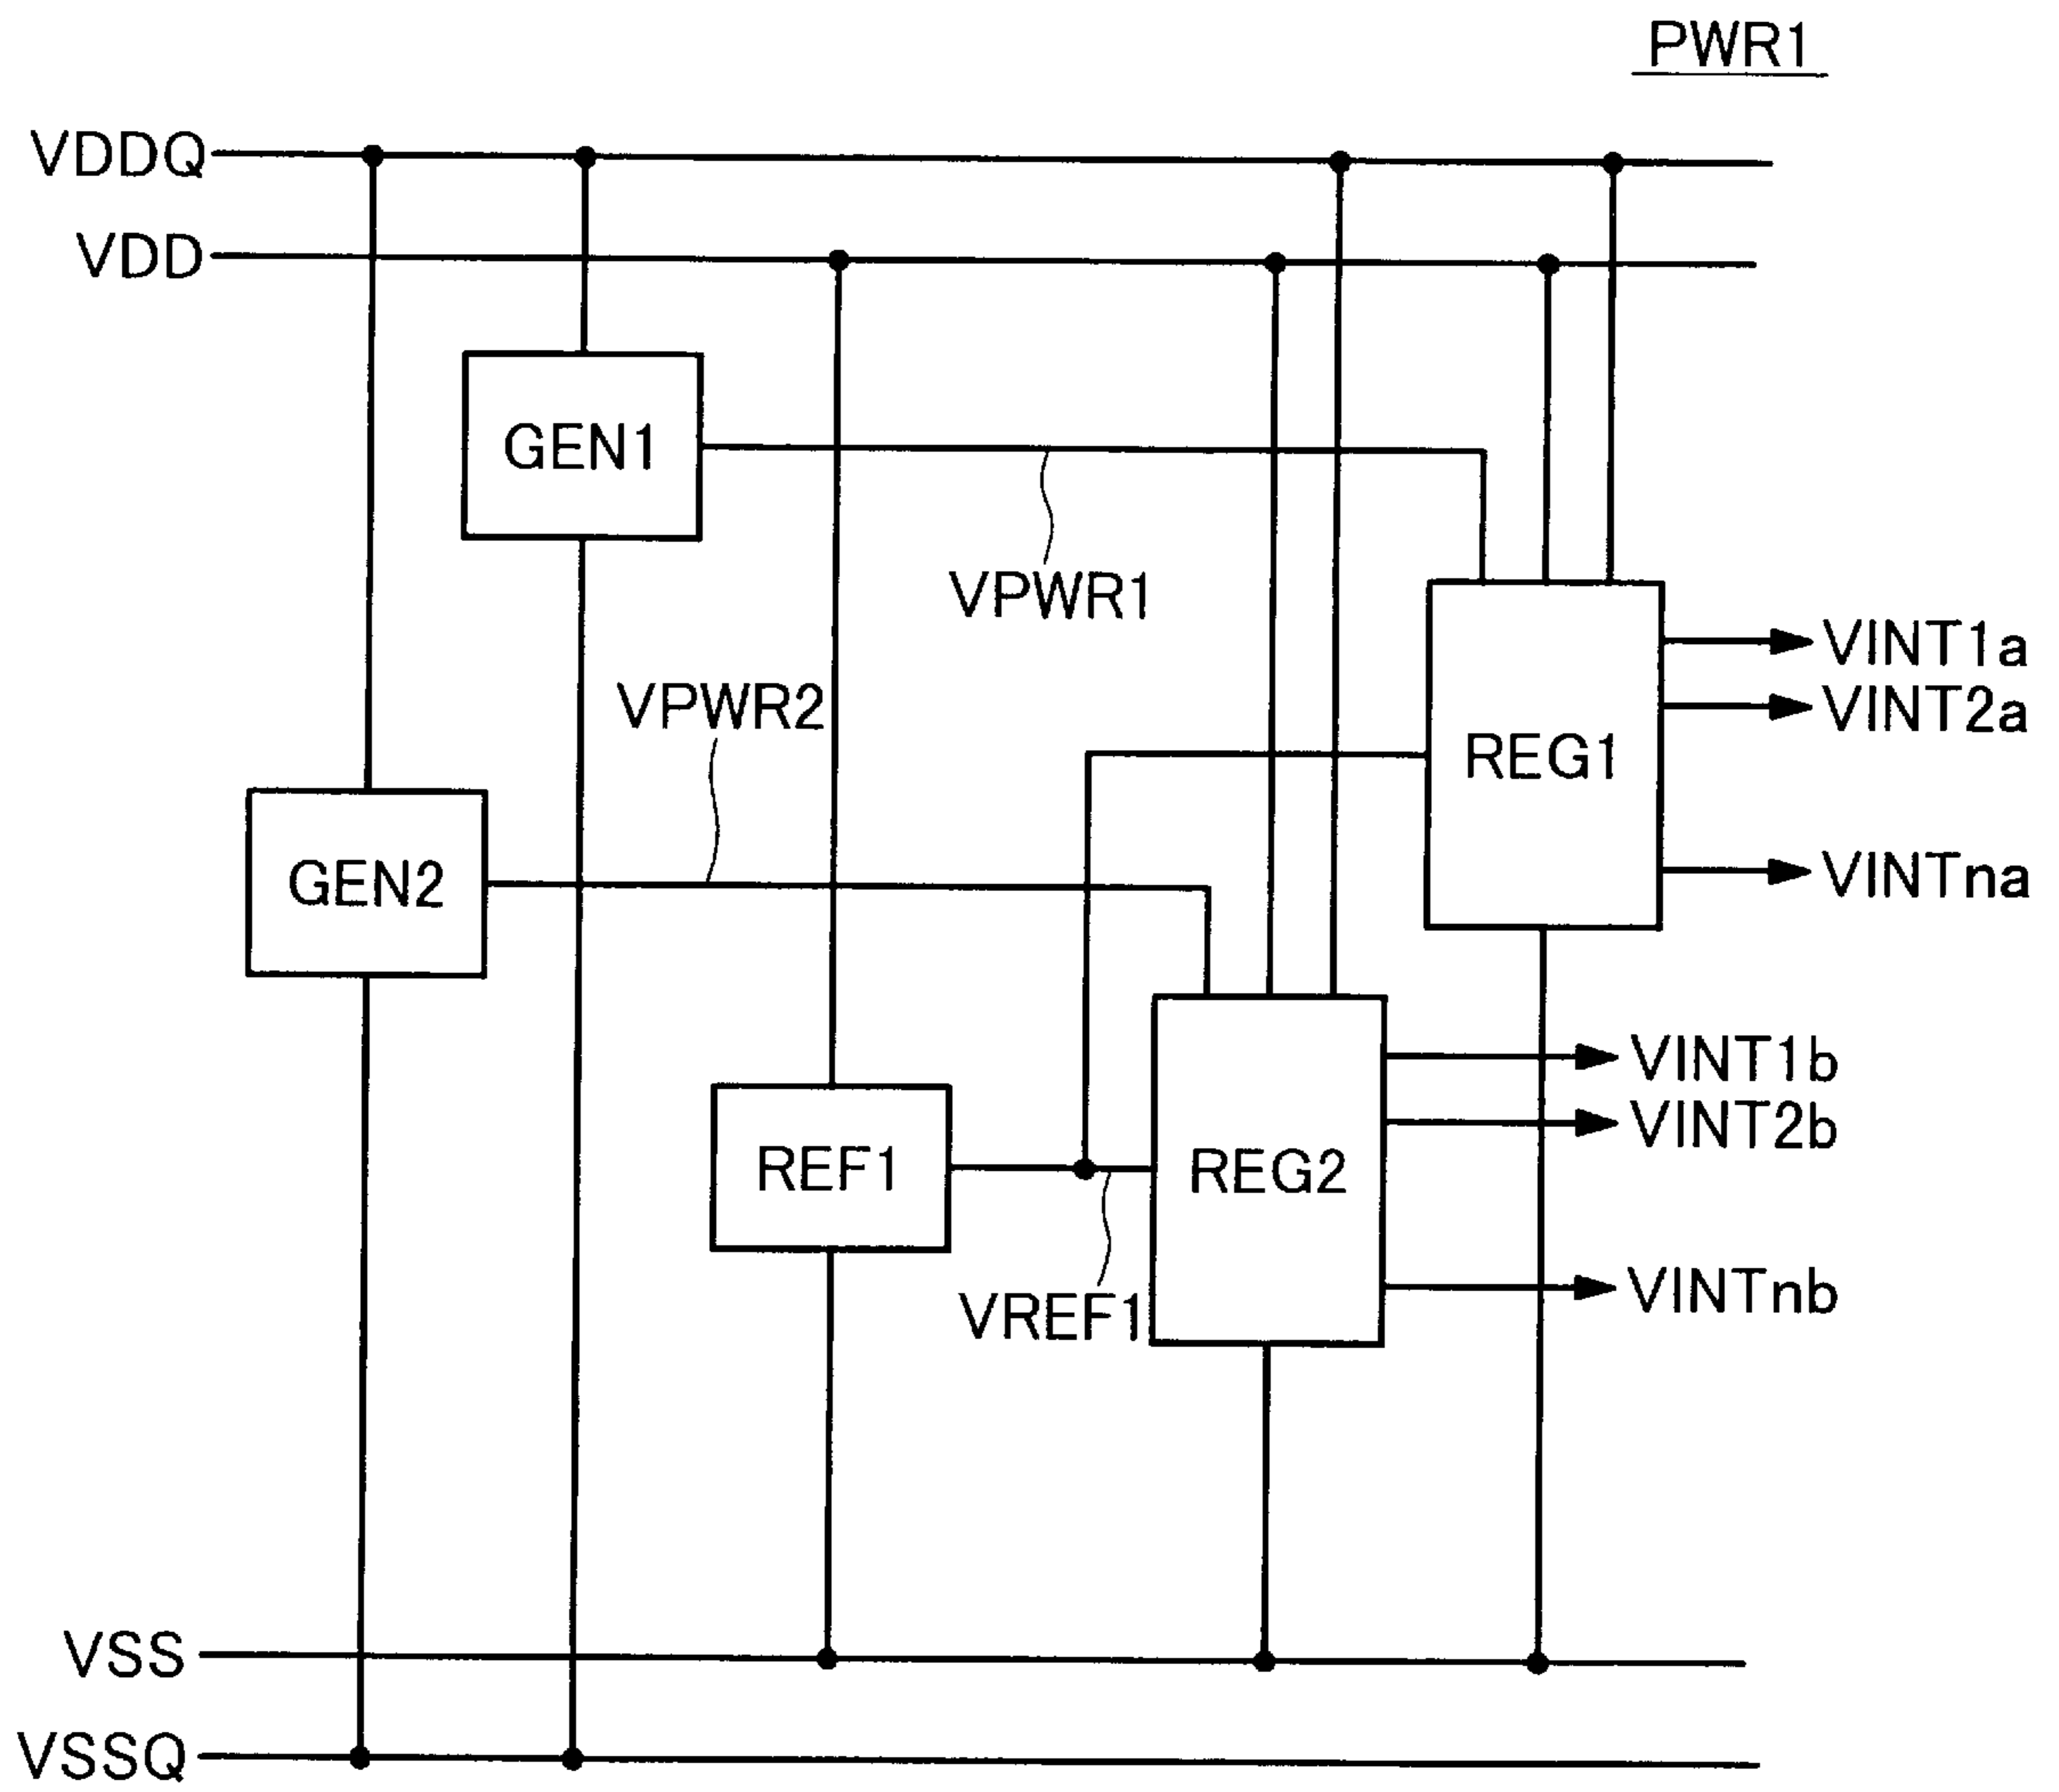 PWR1
VDDQ
VDD
GEN1
VPWR1
VINT1a
VPWR2
VINT2a
REG1
GEN2
VINTna
VINT1b
VINT2b
REF1
REG2
VINTnb
VREF1
VSS
VSSQ